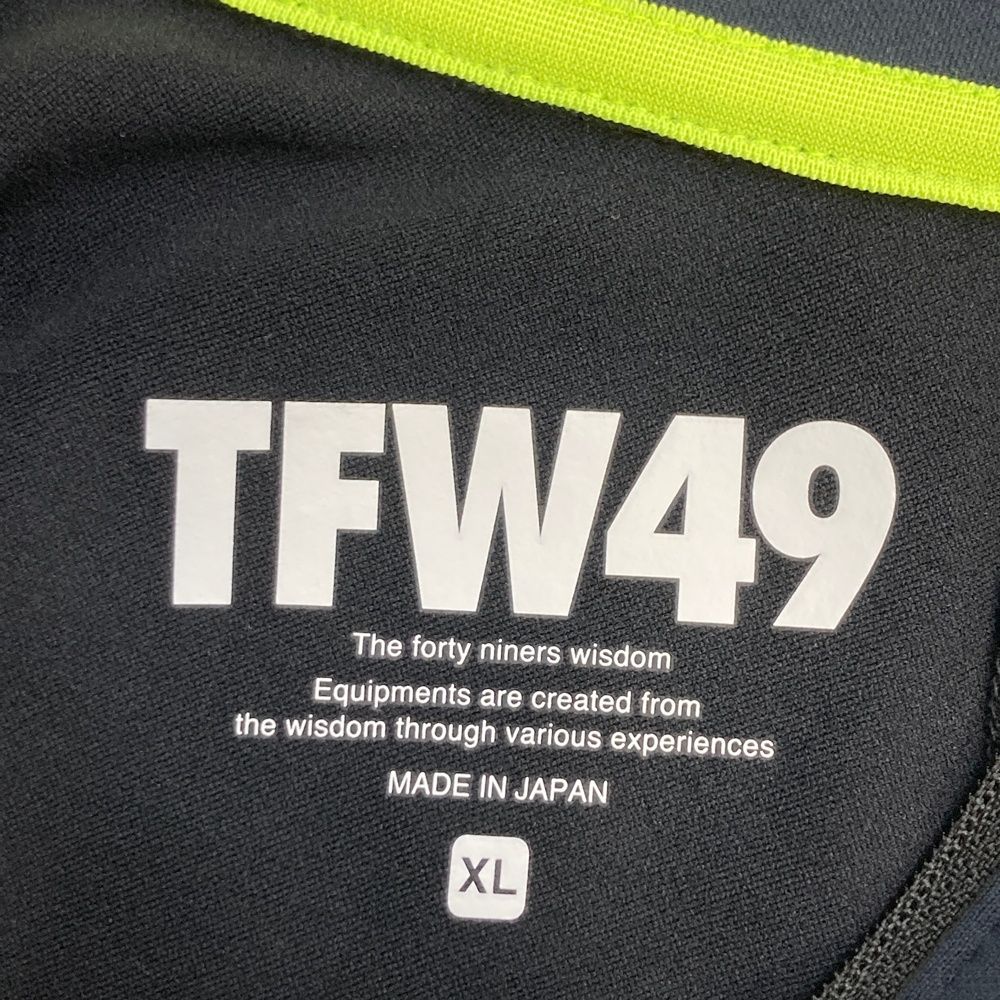 TFW49
The forty niners wisdom
Equipments are created from
the wisdom through various experiences
MADE IN JAPAN
XL